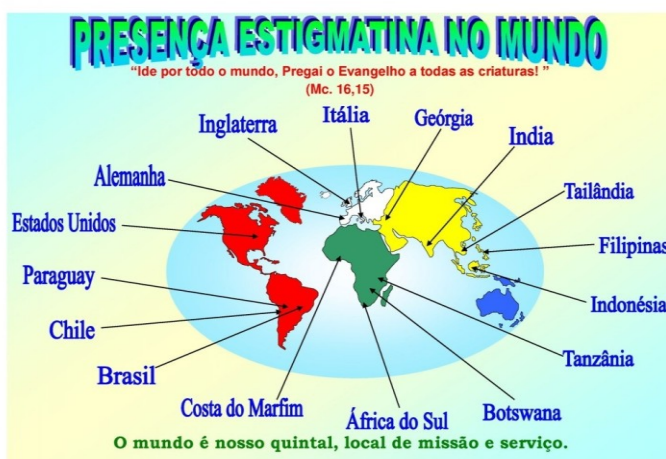 PRESENÇA ESTIGMATINA NO MUNDO
“Ide por todo o mundo, Pregai o Evangelho a todas as criaturas! ”
(Mc. 16,15)
Inglaterra
Itália
Geórgia
India
Alemanha
Tailândia
Estados Unidos
Filipinas
Paraguay
Indonésia
Chile
Tanzânia
Brasil
Costa do Marfim
África do Sul
Botswana
O mundo é nosso quintal, local de missão e serviço.